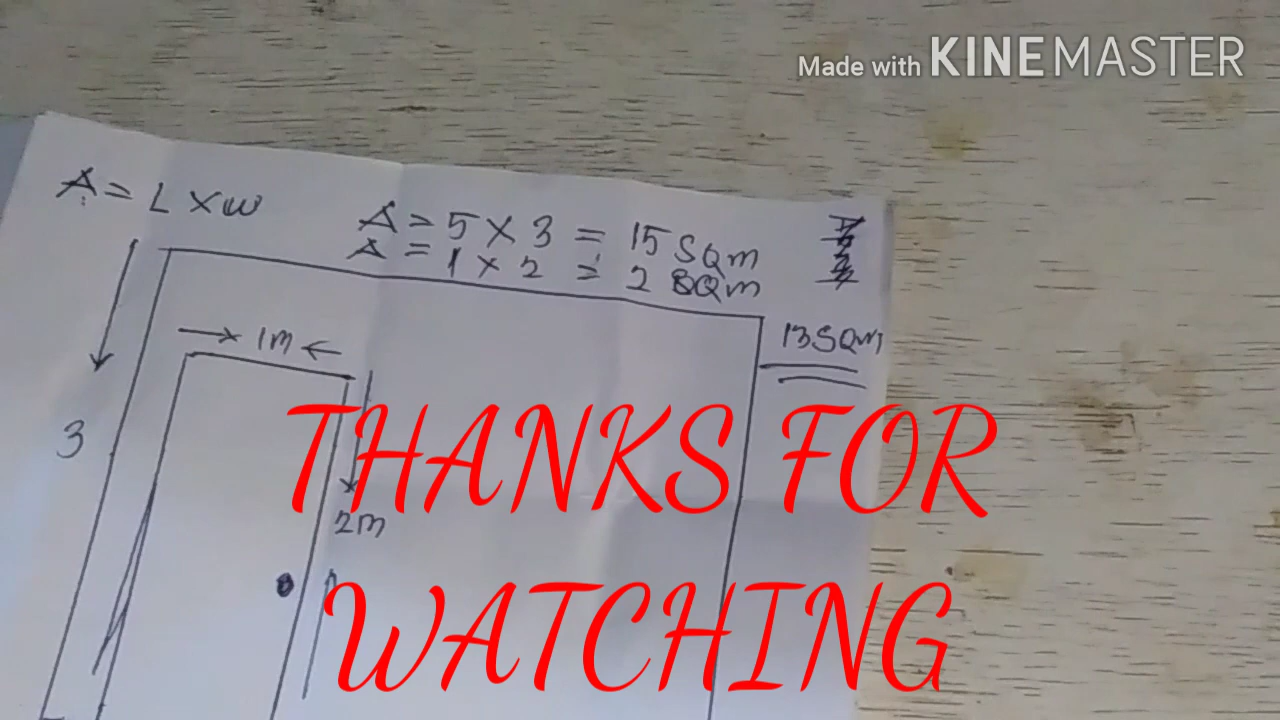 Made with KINEMASTER
A = L x w
A = 5 x 3 = 15 SQm
A = 1 x 2 = 2 SQm
13 SQm
1m
3
2m
THANKS FOR
WATCHING